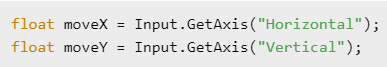 float moveX = Input.GetAxis("Horizontal");
float moveY = Input.GetAxis("Vertical");